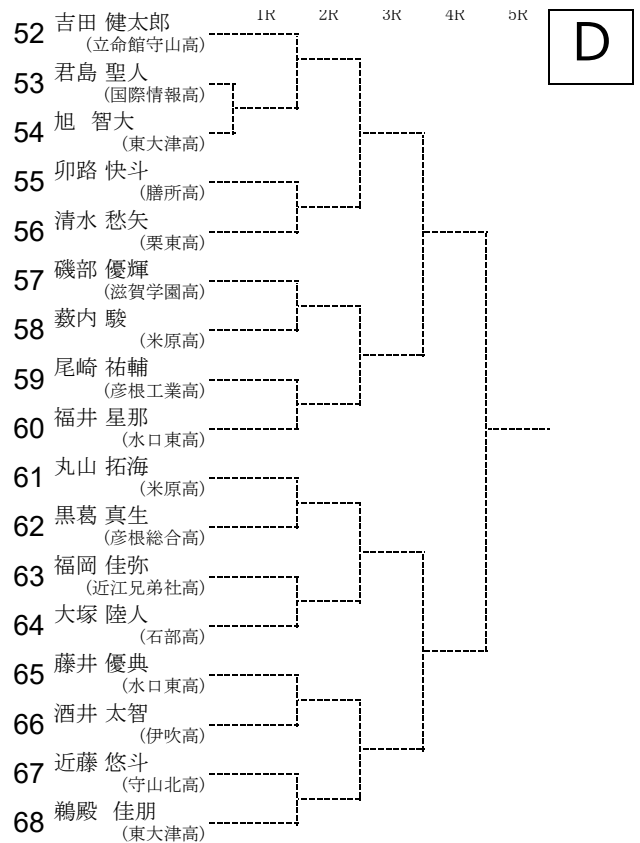 1R 2R 3R 4R 5R
D
52 吉田 健太郎
(立命館守山高)
53 君島 聖人
(国際情報高)
54 旭 智大
(東大津高)
55 卯路 快斗
(膳所高)
56 清水 愁矢
(栗東高)
57 磯部 優輝
(滋賀学園高)
58 薮内 駿
(米原高)
59 尾崎 祐輔
(彦根工業高)
60 福井 星那
(水口東高)
61 丸山 拓海
(米原高)
62 黒葛 真生
(彦根総合高)
63 福岡 佳弥
(近江兄弟社高)
64 大塚 陸人
(石部高)
65 藤井 優典
(水口東高)
66 酒井 太智
(伊吹高)
67 近藤 悠斗
(守山北高)
68 鵜殿 佳朋
(東大津高)